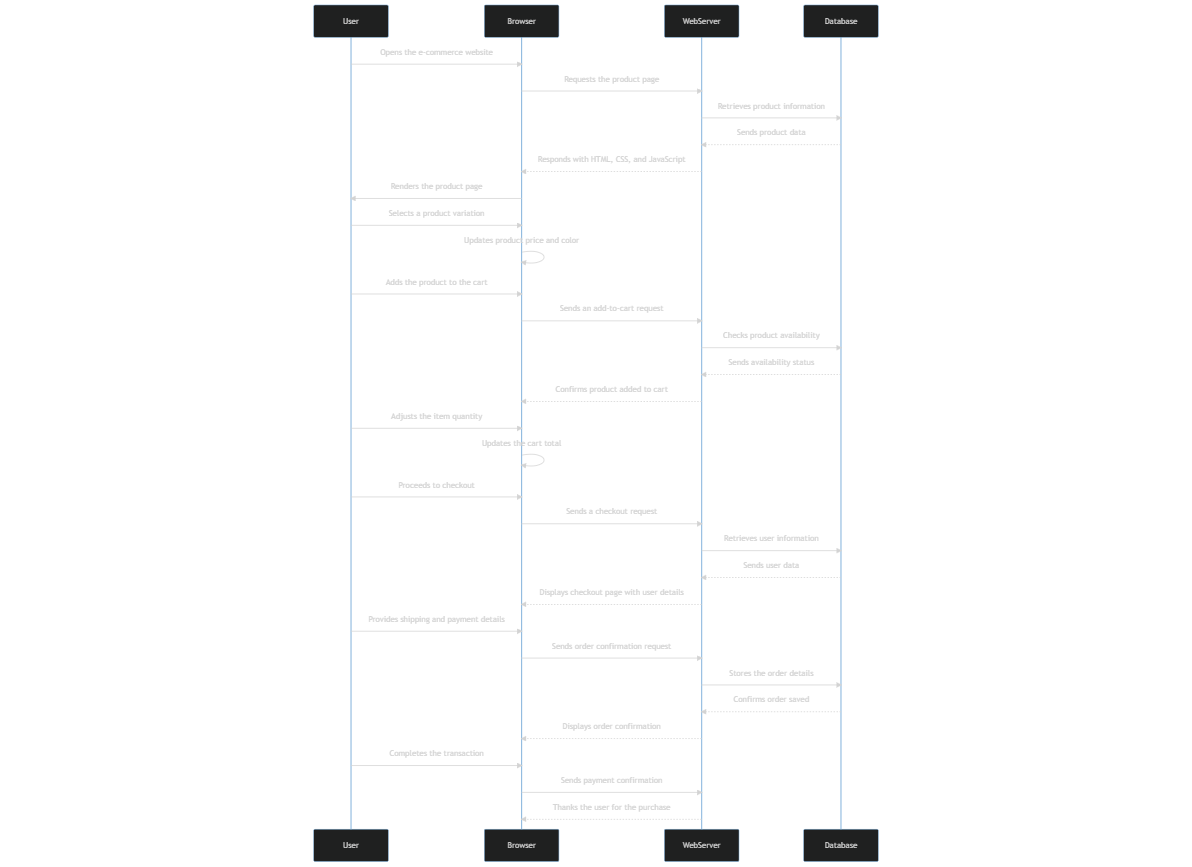 User
Browser
WebServer
Database
Opens the e-commerce website
Requests the product page
Retrieves product information
Sends product data
Responds with HTML, CSS, and JavaScript
Renders the product page
Selects a product variation
Updates product price and color
Adds the product to the cart
Sends an add-to-cart request
Checks product availability
Sends availability status
Confirms product added to cart
Adjusts the item quantity
Updates the cart total
Proceeds to checkout
Sends a checkout request
Retrieves user information
Sends user data
Displays checkout page with user details
Provides shipping and payment details
Sends order confirmation request
Stores the order details
Confirms order saved
Displays order confirmation
Completes the transaction
Sends payment confirmation
Thanks the user for the purchase
User
Browser
WebServer
Database